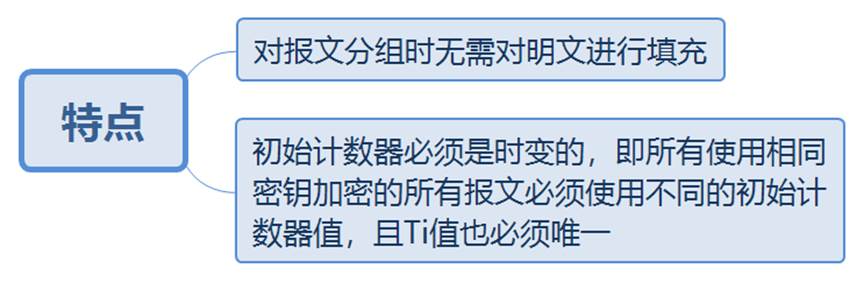 特点
对报文分组时无需对明文进行填充
初始计数器必须是时变的，即所有使用相同
密钥加密的所有报文必须使用不同的初始计
数器值，且Ti值也必须唯一